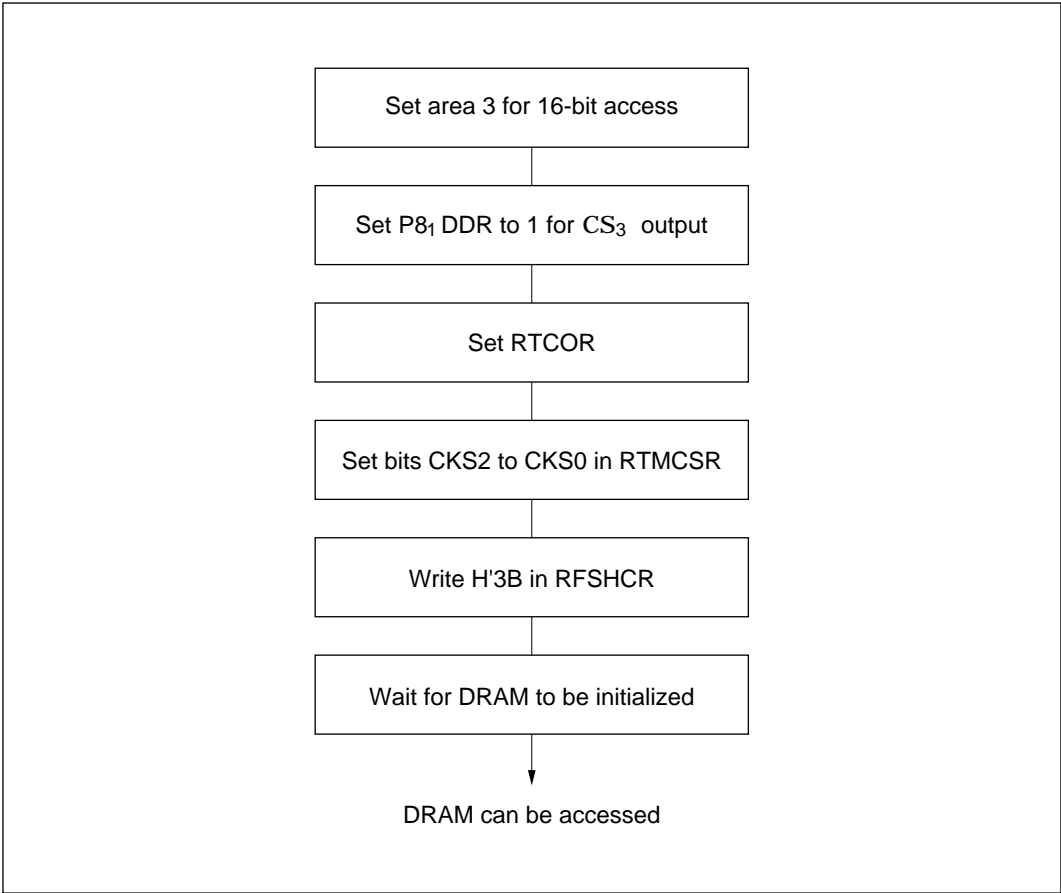 Set area 3 for 16-bit access
Set P8₁ DDR to 1 for CS₃ output
Set RTCOR
Set bits CKS2 to CKS0 in RTMCSR
Write H'3B in RFSHCR
Wait for DRAM to be initialized
DRAM can be accessed